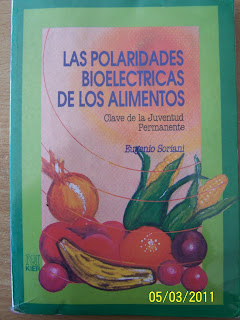 LAS POLARIDADES
BIOELECTRICAS
DE LOS ALIMENTOS
Clave de la Juventud
Permanente
Eugenio Soriani
KIER
05/03/2011